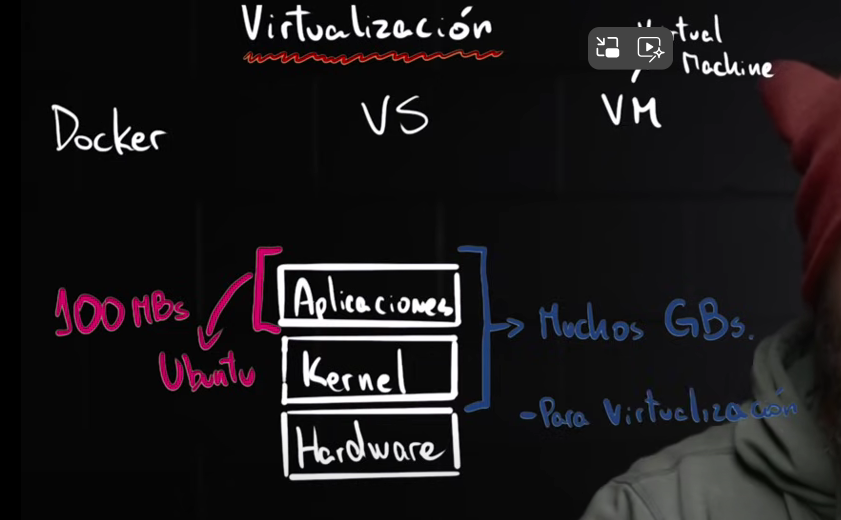 Virtualización
Virtual
Machine
Docker
VS
VM
100 MBs
Ubuntu
Aplicaciones
Kernel
Hardware
Muchos GBs.
-Para Virtualización